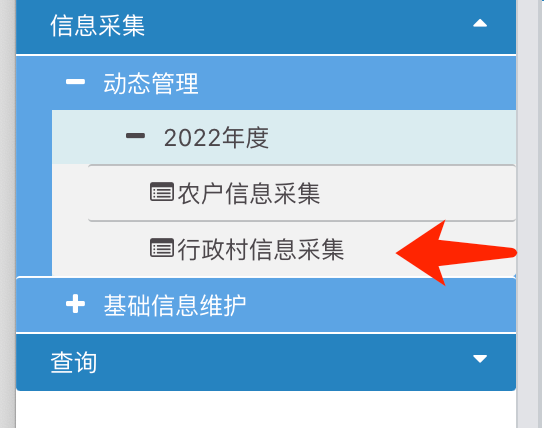 信息采集
动态管理
2022年度
农户信息采集
行政村信息采集
基础信息维护
查询